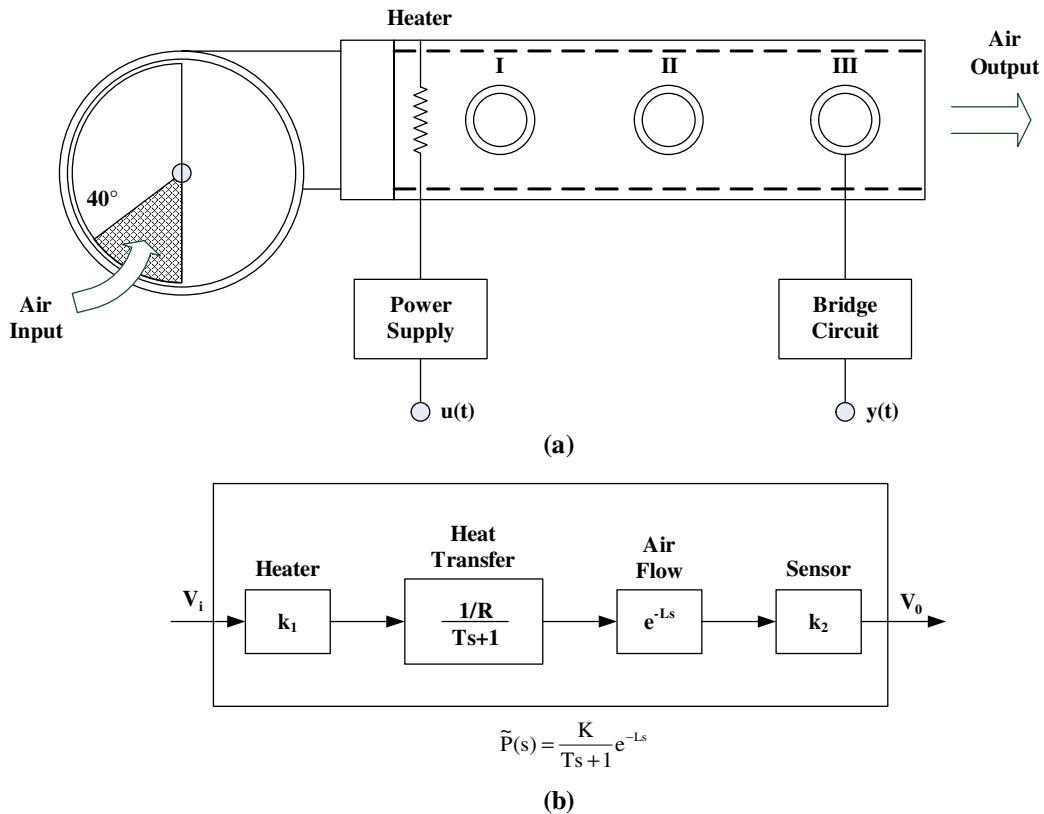 Heater
Air
Output
I
II
III
40°
Air
Input
Power
Supply
Bridge
Circuit
u(t)
y(t)
(a)
Heat
Transfer
Air
Flow
Heater
Sensor
Vᵢ
k₁
1/R
Ts+1
e⁻ᴸˢ
k₂
V₀
P̃(s) = K/(Ts+1) e⁻ᴸˢ
(b)